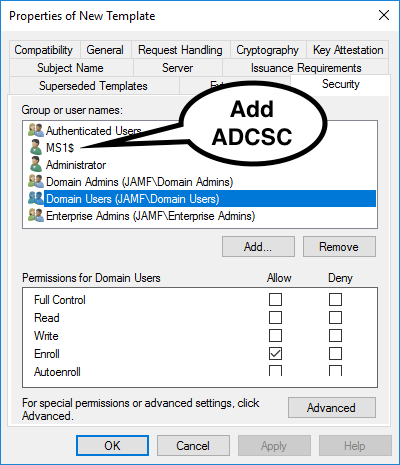 Properties of New Template
Compatibility General Request Handling Cryptography Key Attestation
Subject Name Server Issuance Requirements
Superseded Templates Security
Group or user names:
Add
ADCSC
Authenticated Users
MS1$
Administrator
Domain Admins (JAMF\Domain Admins)
Domain Users (JAMF\Domain Users)
Enterprise Admins (JAMF\Enterprise Admins)
Add... Remove
Permissions for Domain Users Allow Deny
Full Control
Read
Write
Enroll
Autoenroll
For special permissions or advanced settings, click
Advanced.
Advanced
OK Cancel Apply Help